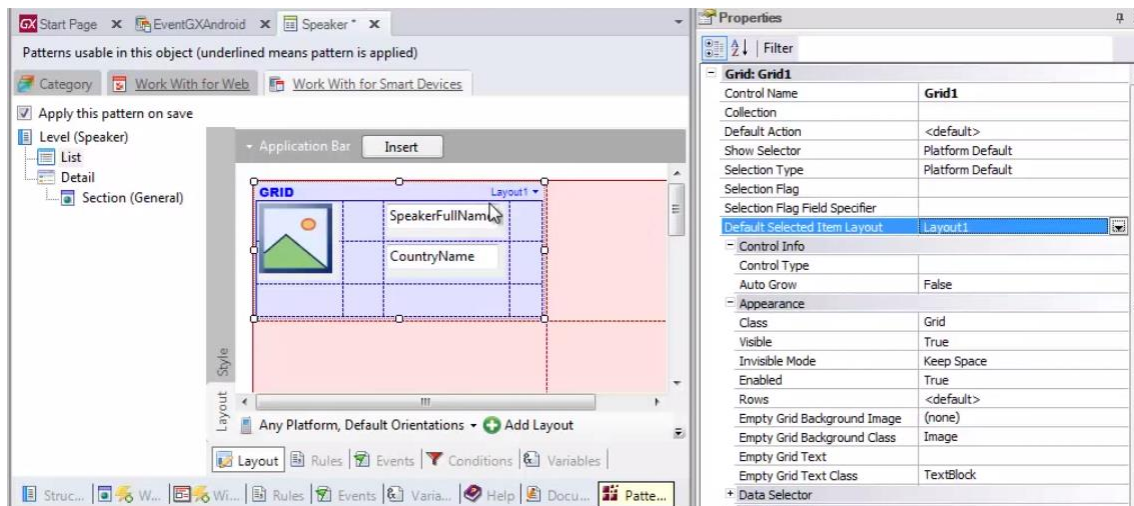 GX Start Page X EventGXAndroid X Speaker * X
Patterns usable in this object (underlined means pattern is applied)
Category Work With for Web Work With for Smart Devices
Apply this pattern on save
Level (Speaker)
List
Detail
Section (General)
Application Bar Insert
GRID Layout1
SpeakerFullName
CountryName
Style
Layout
Any Platform, Default Orientations Add Layout
Layout Rules Events Conditions Variables
Struc... W... Wi... Rules Events Varia... Help Docu... Patte...
Properties
Filter
Grid: Grid1
Control Name Grid1
Collection
Default Action <default>
Show Selector Platform Default
Selection Type Platform Default
Selection Flag
Selection Flag Field Specifier
Default Selected Item Layout Layout1
Control Info
Control Type
Auto Grow False
Appearance
Class Grid
Visible True
Invisible Mode Keep Space
Enabled True
Rows <default>
Empty Grid Background Image (none)
Empty Grid Background Class Image
Empty Grid Text
Empty Grid Text Class TextBlock
Data Selector